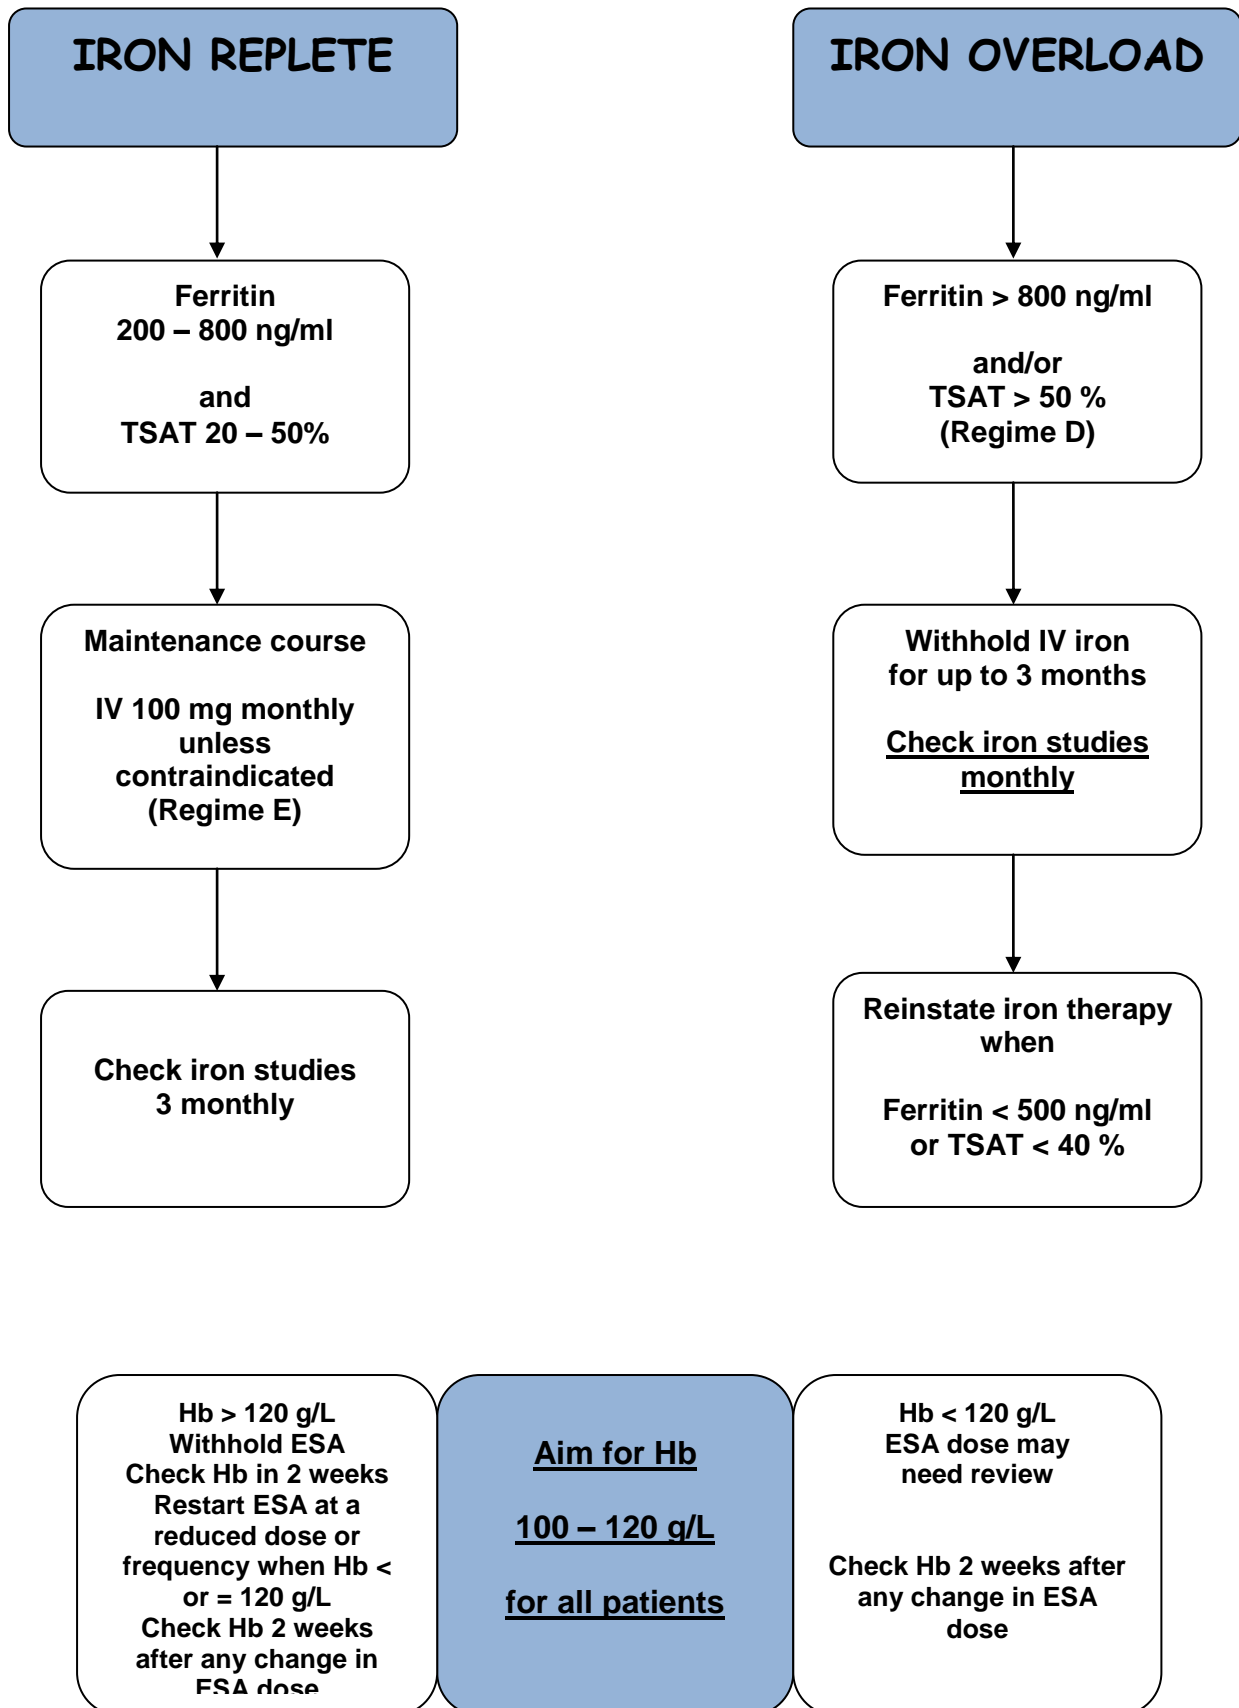 IRON REPLETE
Ferritin
200 – 800 ng/ml
and
TSAT 20 – 50%
Maintenance course
IV 100 mg monthly
unless
contraindicated
(Regime E)
Check iron studies
3 monthly
IRON OVERLOAD
Ferritin > 800 ng/ml
and/or
TSAT > 50 %
(Regime D)
Withhold IV iron
for up to 3 months
Check iron studies
monthly
Reinstate iron therapy
when
Ferritin < 500 ng/ml
or TSAT < 40 %
Hb > 120 g/L
Withhold ESA
Check Hb in 2 weeks
Restart ESA at a
reduced dose or
frequency when Hb <
or = 120 g/L
Check Hb 2 weeks
after any change in
ESA dose
Aim for Hb
100 – 120 g/L
for all patients
Hb < 120 g/L
ESA dose may
need review
Check Hb 2 weeks after
any change in ESA
dose